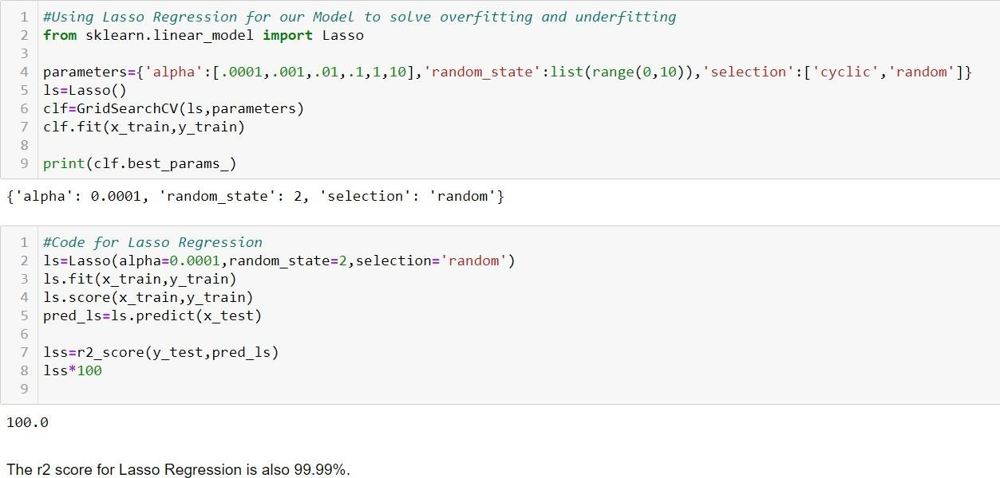 1 #Using Lasso Regression for our Model to solve overfitting and underfitting
2 from sklearn.linear_model import Lasso
3
4 parameters={'alpha':[.0001,.001,.01,.1,1,10],'random_state':list(range(0,10)),'selection':['cyclic','random']}
5 ls=Lasso()
6 clf=GridSearchCV(ls,parameters)
7 clf.fit(x_train,y_train)
8
9 print(clf.best_params_)
{'alpha': 0.0001, 'random_state': 2, 'selection': 'random'}
1 #Code for Lasso Regression
2 ls=Lasso(alpha=0.0001,random_state=2,selection='random')
3 ls.fit(x_train,y_train)
4 ls.score(x_train,y_train)
5 pred_ls=ls.predict(x_test)
6
7 lss=r2_score(y_test,pred_ls)
8 lss*100
9
100.0
The r2 score for Lasso Regression is also 99.99%.